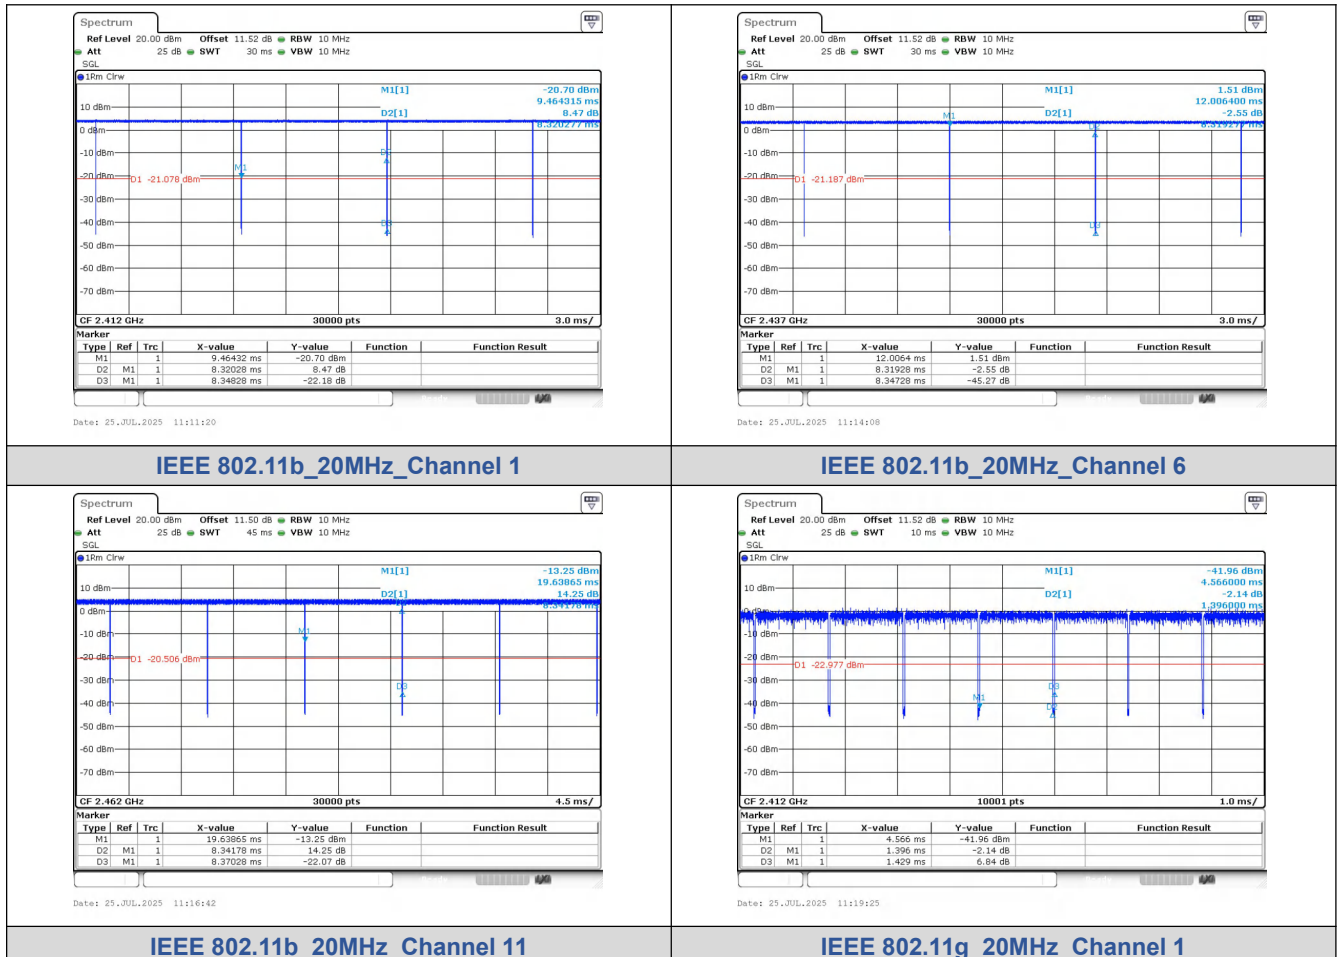 Spectrum
Ref Level 20.00 dBm Offset 11.52 dB RBW 10 MHz
Att 25 dB SWT 30 ms VBW 10 MHz
SGL
1Rm Clrw
M1[1] -20.70 dBm
9.464315 ms
D2[1] 8.47 dB
8.320277 ms
10 dBm
0 dBm
-10 dBm
-20 dBm
D1 -21.078 dBm
-30 dBm
-40 dBm
-50 dBm
-60 dBm
-70 dBm
M1
D2
D3
CF 2.412 GHz 30000 pts 3.0 ms/
Marker
Type Ref Trc X-value Y-value Function Function Result
M1 1 9.46432 ms -20.70 dBm
D2 M1 1 8.32028 ms 8.47 dB
D3 M1 1 8.34828 ms -22.18 dB
Date: 25.JUL.2025 11:11:20
IEEE 802.11b_20MHz_Channel 1
Spectrum
Ref Level 20.00 dBm Offset 11.52 dB RBW 10 MHz
Att 25 dB SWT 30 ms VBW 10 MHz
SGL
1Rm Clrw
M1[1] 1.51 dBm
12.006400 ms
D2[1] -2.55 dB
8.319277 ms
10 dBm
0 dBm
-10 dBm
-20 dBm
D1 -21.187 dBm
-30 dBm
-40 dBm
-50 dBm
-60 dBm
-70 dBm
M1
D3
CF 2.437 GHz 30000 pts 3.0 ms/
Marker
Type Ref Trc X-value Y-value Function Function Result
M1 1 12.0064 ms 1.51 dBm
D2 M1 1 8.31928 ms -2.55 dB
D3 M1 1 8.34728 ms -45.27 dB
Date: 25.JUL.2025 11:14:08
IEEE 802.11b_20MHz_Channel 6
Spectrum
Ref Level 20.00 dBm Offset 11.50 dB RBW 10 MHz
Att 25 dB SWT 45 ms VBW 10 MHz
SGL
1Rm Clrw
M1[1] -13.25 dBm
19.63865 ms
D2[1] 14.25 dB
8.34178 ms
10 dBm
0 dBm
-10 dBm
-20 dBm
D1 -20.506 dBm
-30 dBm
-40 dBm
-50 dBm
-60 dBm
-70 dBm
M1
D3
CF 2.462 GHz 30000 pts 4.5 ms/
Marker
Type Ref Trc X-value Y-value Function Function Result
M1 1 19.63865 ms -13.25 dBm
D2 M1 1 8.34178 ms 14.25 dB
D3 M1 1 8.37028 ms -22.07 dB
Date: 25.JUL.2025 11:16:42
IEEE 802.11b_20MHz_Channel 11
Spectrum
Ref Level 20.00 dBm Offset 11.52 dB RBW 10 MHz
Att 25 dB SWT 10 ms VBW 10 MHz
SGL
1Rm Clrw
M1[1] -41.96 dBm
4.566000 ms
D2[1] -2.14 dB
1.396000 ms
10 dBm
0 dBm
-10 dBm
-20 dBm
D1 -22.977 dBm
-30 dBm
-40 dBm
-50 dBm
-60 dBm
-70 dBm
M1
D3
D2
CF 2.412 GHz 10001 pts 1.0 ms/
Marker
Type Ref Trc X-value Y-value Function Function Result
M1 1 4.566 ms -41.96 dBm
D2 M1 1 1.396 ms -2.14 dB
D3 M1 1 1.429 ms 6.84 dB
Date: 25.JUL.2025 11:19:25
IEEE 802.11g_20MHz_Channel 1